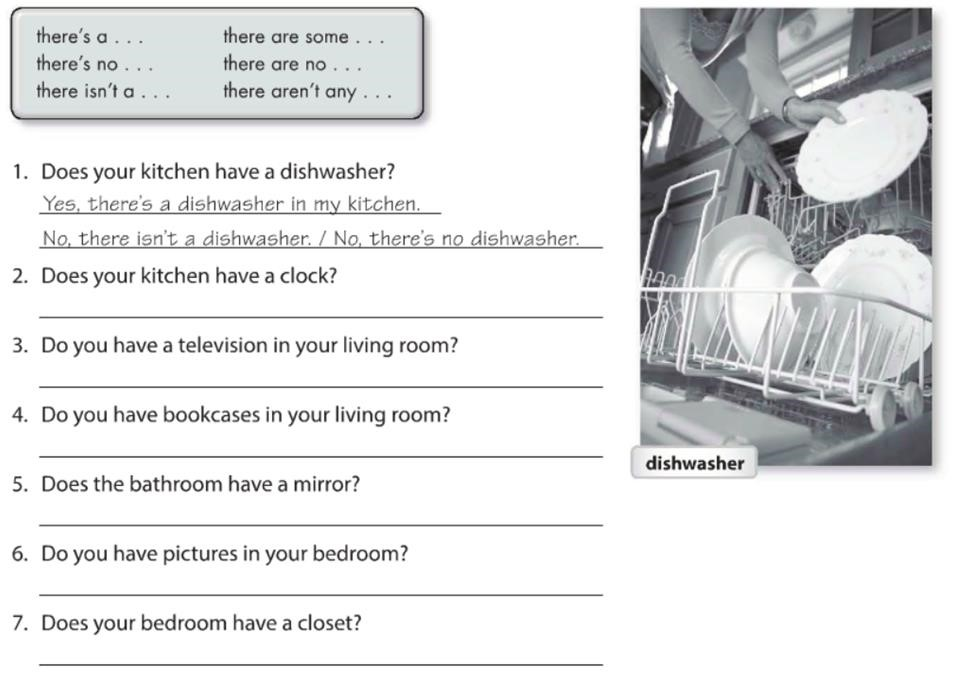 there's a . . .
there are some . . .
there's no . . .
there are no . . .
there isn't a . . .
there aren't any . . .
1. Does your kitchen have a dishwasher?
Yes, there's a dishwasher in my kitchen.
No, there isn't a dishwasher. / No, there's no dishwasher.
2. Does your kitchen have a clock?
3. Do you have a television in your living room?
4. Do you have bookcases in your living room?
5. Does the bathroom have a mirror?
6. Do you have pictures in your bedroom?
7. Does your bedroom have a closet?
dishwasher